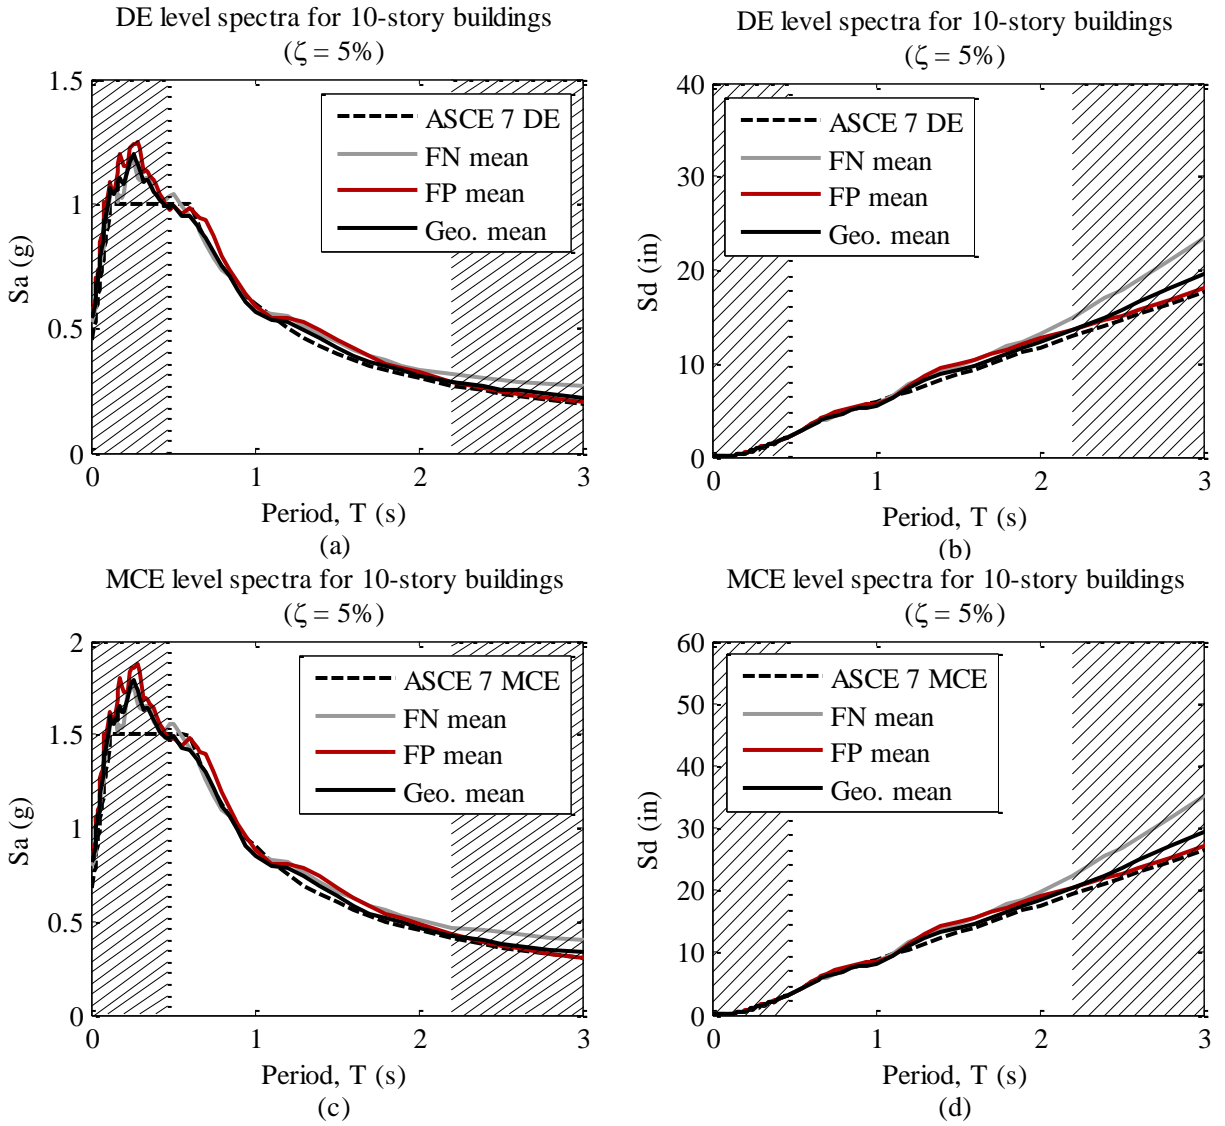 DE level spectra for 10-story buildings
(ζ = 5%)
1.5
1
0.5
0
Sa (g)
ASCE 7 DE
FN mean
FP mean
Geo. mean
0 1 2 3
Period, T (s)
(a)
DE level spectra for 10-story buildings
(ζ = 5%)
40
30
20
10
0
Sd (in)
ASCE 7 DE
FN mean
FP mean
Geo. mean
0 1 2 3
Period, T (s)
(b)
MCE level spectra for 10-story buildings
(ζ = 5%)
2
1.5
1
0.5
0
Sa (g)
ASCE 7 MCE
FN mean
FP mean
Geo. mean
0 1 2 3
Period, T (s)
(c)
MCE level spectra for 10-story buildings
(ζ = 5%)
60
50
40
30
20
10
0
Sd (in)
ASCE 7 MCE
FN mean
FP mean
Geo. mean
0 1 2 3
Period, T (s)
(d)